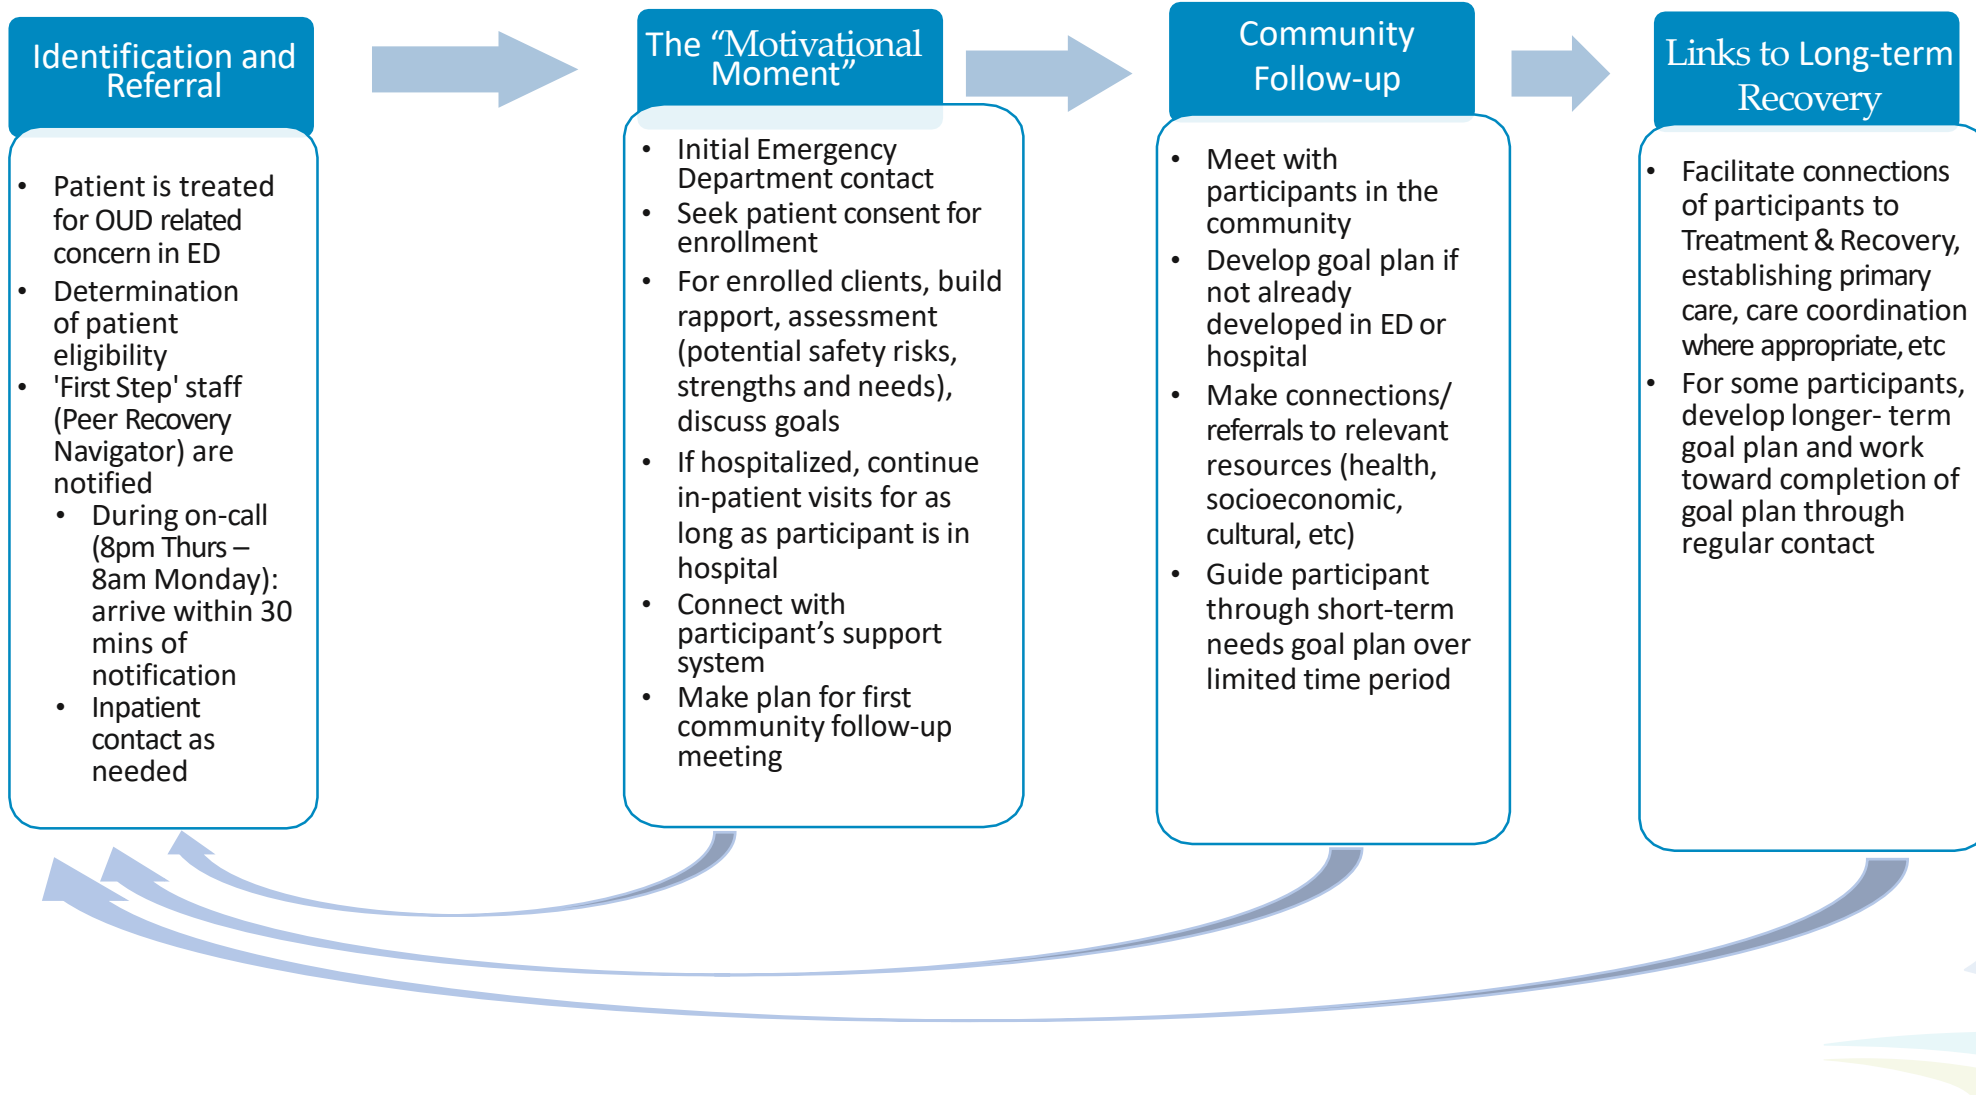 Identification and
Referral
• Patient is treated
for OUD related
concern in ED
• Determination
of patient
eligibility
• 'First Step' staff
(Peer Recovery
Navigator) are
notified
• During on-call
(8pm Thurs –
8am Monday):
arrive within 30
mins of
notification
• Inpatient
contact as
needed
The “Motivational
Moment”
• Initial Emergency
Department contact
• Seek patient consent for
enrollment
• For enrolled clients, build
rapport, assessment
(potential safety risks,
strengths and needs),
discuss goals
• If hospitalized, continue
in-patient visits for as
long as participant is in
hospital
• Connect with
participant’s support
system
• Make plan for first
community follow-up
meeting
Community
Follow-up
• Meet with
participants in the
community
• Develop goal plan if
not already
developed in ED or
hospital
• Make connections/
referrals to relevant
resources (health,
socioeconomic,
cultural, etc)
• Guide participant
through short-term
needs goal plan over
limited time period
Links to Long-term
Recovery
• Facilitate connections
of participants to
Treatment & Recovery,
establishing primary
care, care coordination
where appropriate, etc
• For some participants,
develop longer- term
goal plan and work
toward completion of
goal plan through
regular contact